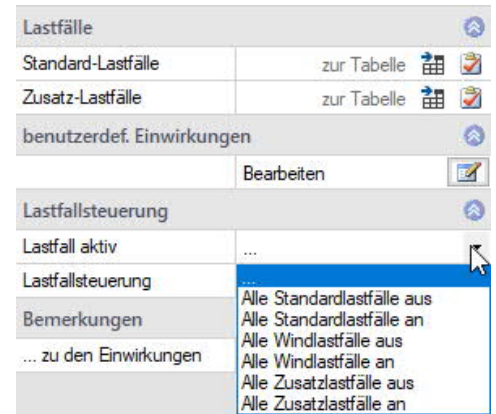 Lastfälle
Standard-Lastfälle zur Tabelle
Zusatz-Lastfälle zur Tabelle
benutzerdef. Einwirkungen
Bearbeiten
Lastfallsteuerung
Lastfall aktiv ...
Lastfallsteuerung ...
Alle Standardlastfälle aus
Bemerkungen Alle Standardlastfälle an
Alle Windlastfälle aus
... zu den Einwirkungen Alle Windlastfälle an
Alle Zusatzlastfälle aus
Alle Zusatzlastfälle an